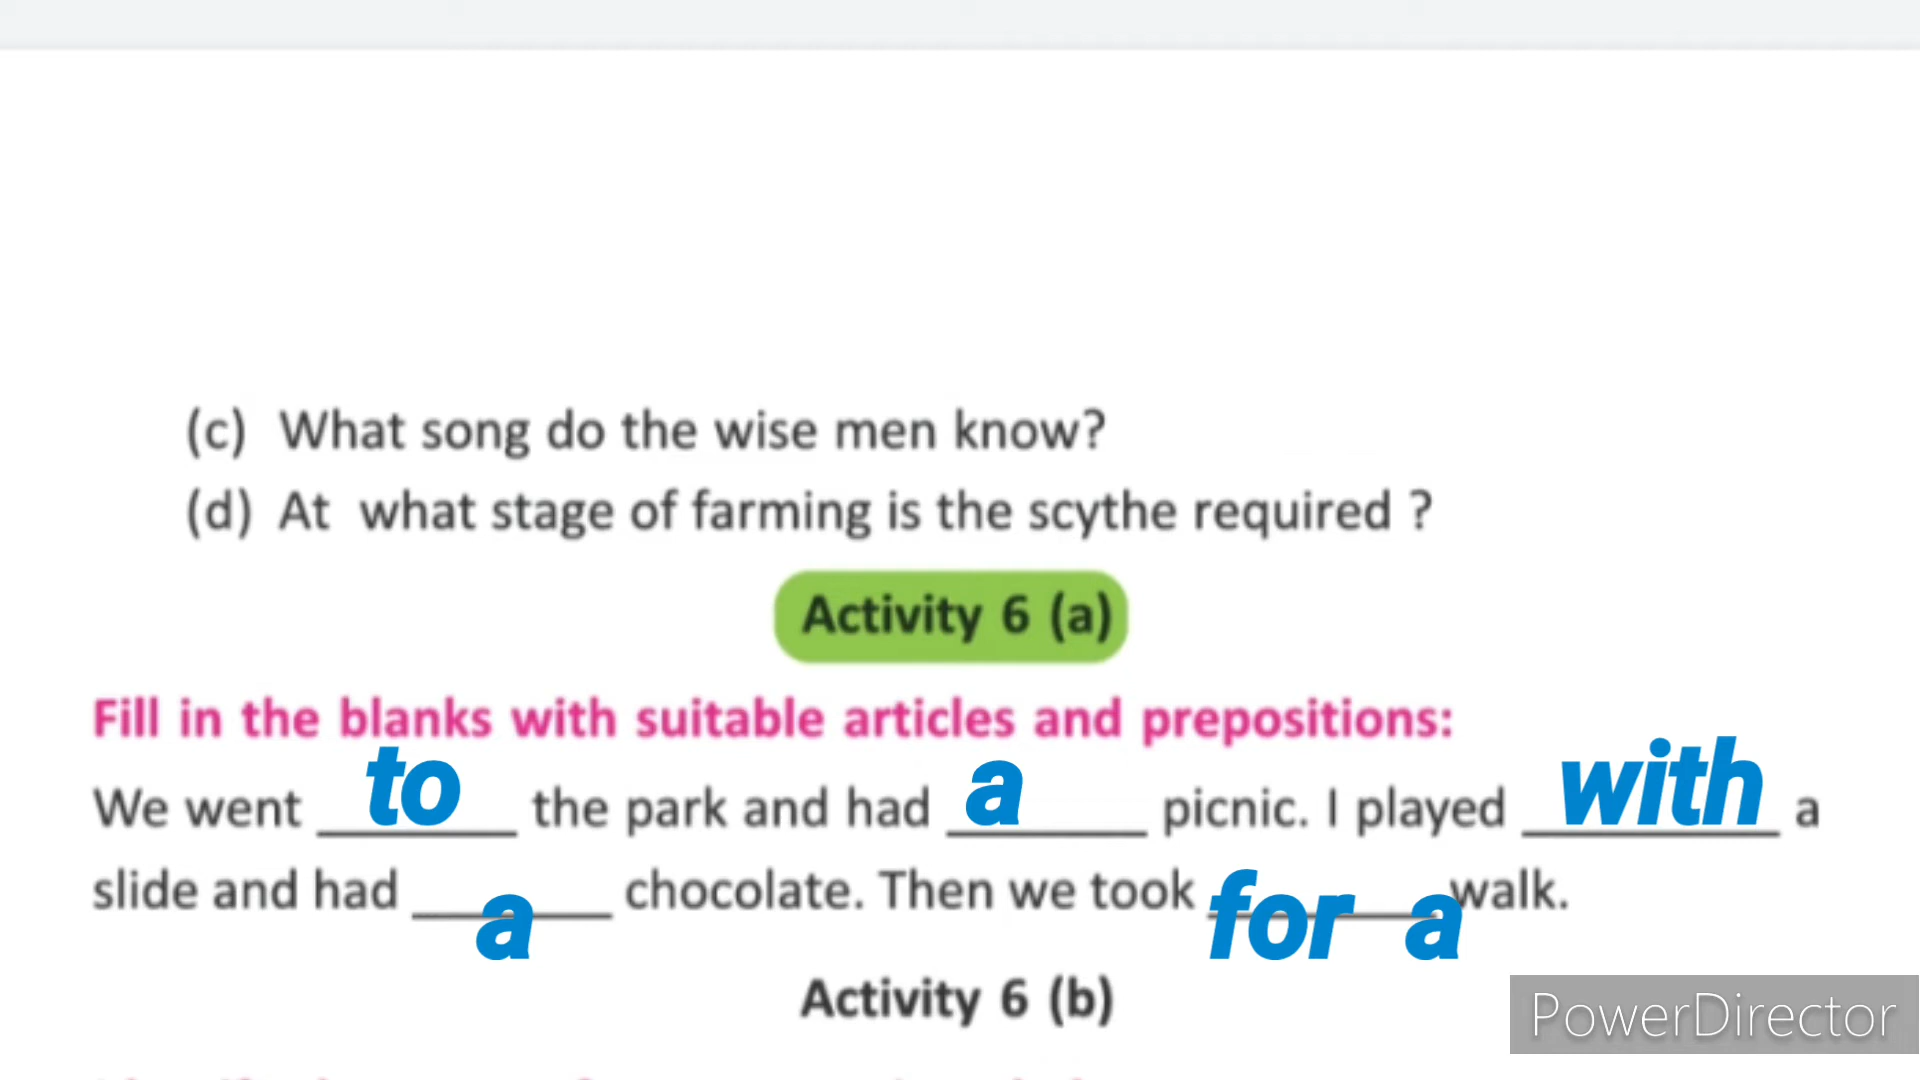 (c) What song do the wise men know?
(d) At what stage of farming is the scythe required ?
Activity 6 (a)
Fill in the blanks with suitable articles and prepositions:
We went to the park and had a picnic. I played with a
slide and had a chocolate. Then we took for a walk.
Activity 6 (b)
PowerDirector